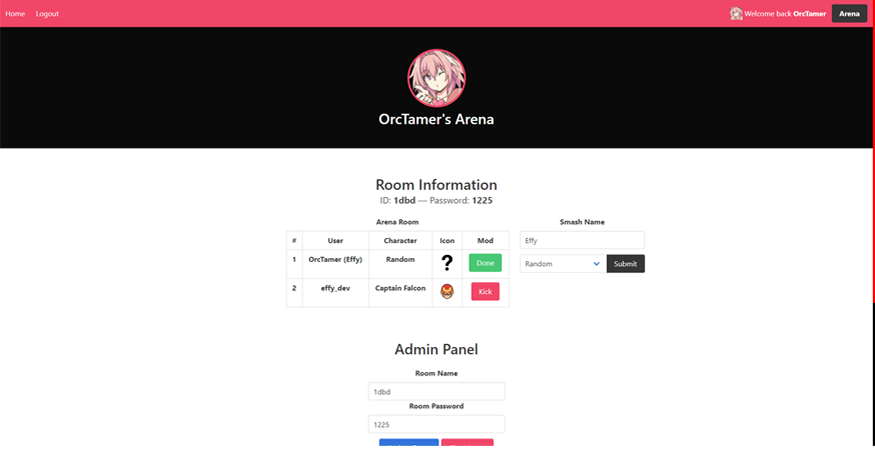 Home Logout Welcome back OrcTamer Arena
OrcTamer's Arena
Room Information
ID: 1dbd — Password: 1225
Arena Room
# User Character Icon Mod
1 OrcTamer (Effy) Random ? Done
2 effy_dev Captain Falcon Kick
Smash Name
Effy
Random Submit
Admin Panel
Room Name
1dbd
Room Password
1225